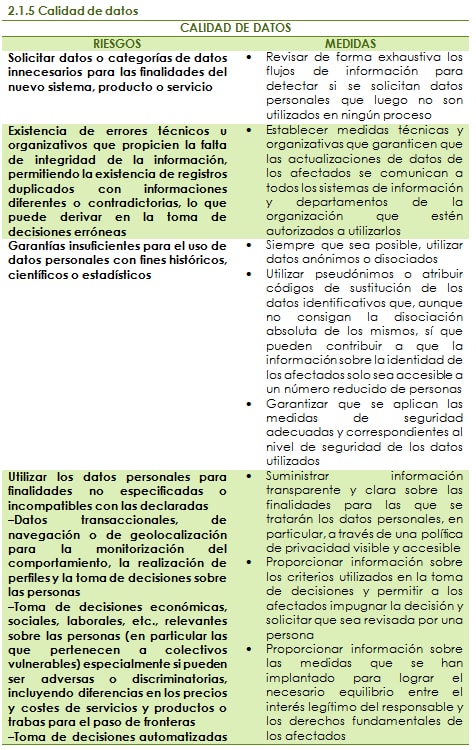 2.1.5 Calidad de datos
CALIDAD DE DATOS
RIESGOS
MEDIDAS
Solicitar datos o categorías de datos
innecesarios para las finalidades del
nuevo sistema, producto o servicio
• Revisar de forma exhaustiva los
flujos de información para
detectar si se solicitan datos
personales que luego no son
utilizados en ningún proceso
Existencia de errores técnicos u
organizativos que propicien la falta
de integridad de la información,
permitiendo la existencia de registros
duplicados con informaciones
diferentes o contradictorias, lo que
puede derivar en la toma de
decisiones erróneas
• Establecer medidas técnicas y
organizativas que garanticen que
las actualizaciones de datos de
los afectados se comunican a
todos los sistemas de información
y departamentos de la
organización que estén
autorizados a utilizarlos
Garantías insuficientes para el uso de
datos personales con fines históricos,
científicos o estadísticos
• Siempre que sea posible, utilizar
datos anónimos o disociados
• Utilizar pseudónimos o atribuir
códigos de sustitución de los
datos identificativos que, aunque
no consigan la disociación
absoluta de los mismos, sí que
pueden contribuir a que la
información sobre la identidad de
los afectados solo sea accesible a
un número reducido de personas
• Garantizar que se aplican las
medidas de seguridad
adecuadas y correspondientes al
nivel de seguridad de los datos
utilizados
Utilizar los datos personales para
finalidades no especificadas o
incompatibles con las declaradas
–Datos transaccionales, de
navegación o de geolocalización
para la monitorización del
comportamiento, la realización de
perfiles y la toma de decisiones sobre
las personas
–Toma de decisiones económicas,
sociales, laborales, etc., relevantes
sobre las personas (en particular las
que pertenecen a colectivos
vulnerables) especialmente si pueden
ser adversas o discriminatorias,
incluyendo diferencias en los precios
y costes de servicios y productos o
trabas para el paso de fronteras
–Toma de decisiones automatizadas
• Suministrar información
transparente y clara sobre las
finalidades para las que se
tratarán los datos personales, en
particular, a través de una política
de privacidad visible y accesible
• Proporcionar información sobre
los criterios utilizados en la toma
de decisiones y permitir a los
afectados impugnar la decisión y
solicitar que sea revisada por una
persona
• Proporcionar información sobre
las medidas que se han
implantado para lograr el
necesario equilibrio entre el
interés legítimo del responsable y
los derechos fundamentales de
los afectados